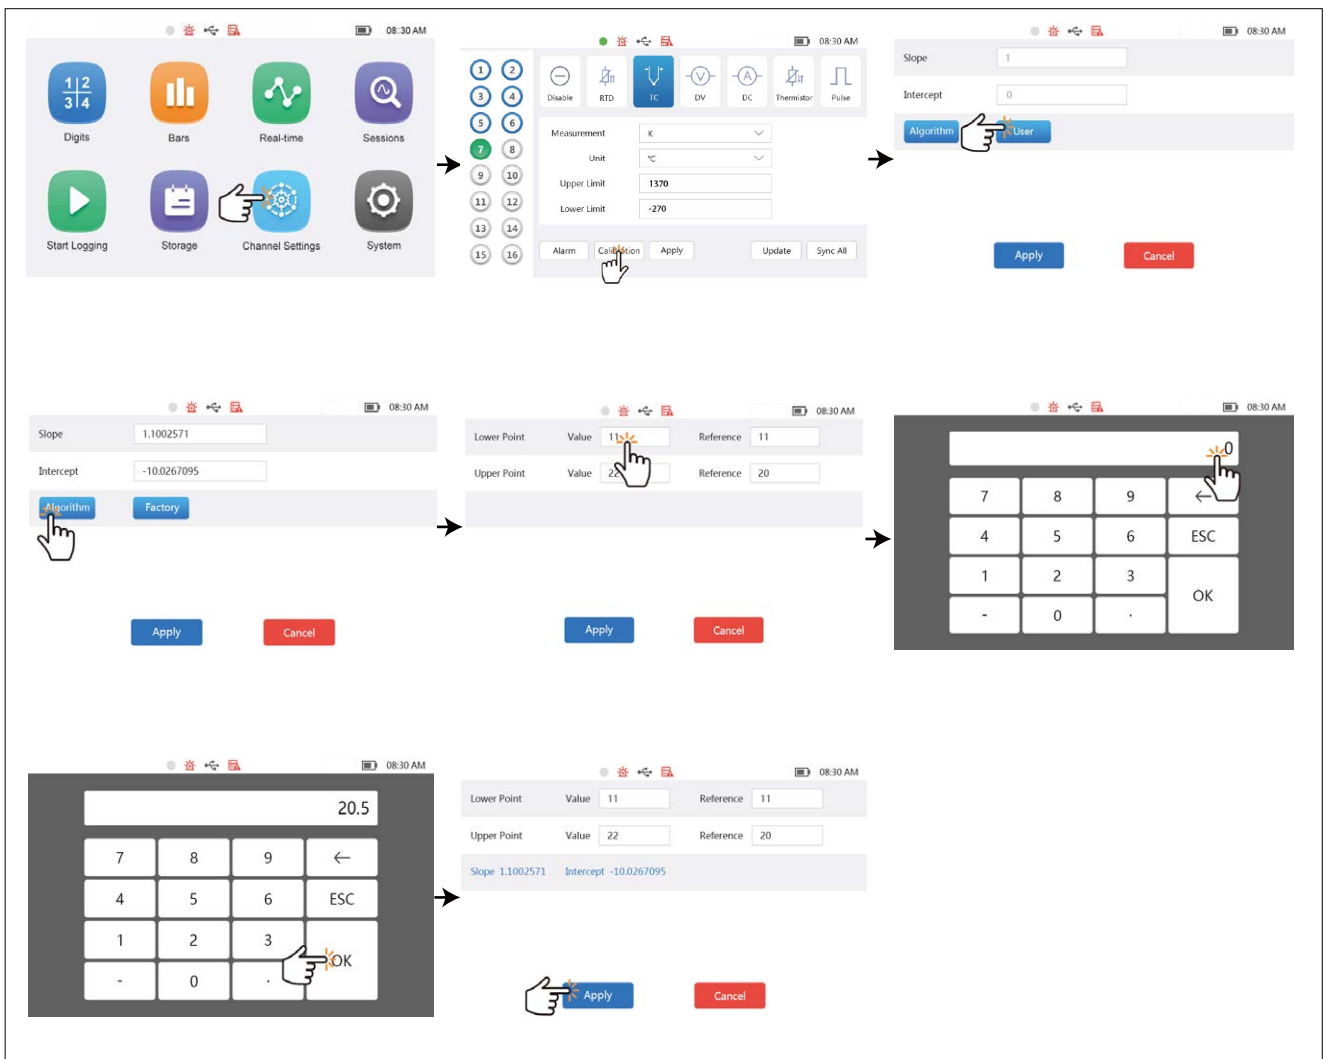 08:30 AM
1 2
3 4
Digits
Bars
Real-time
Sessions
Start Logging
Storage
Channel Settings
System
08:30 AM
1 2
3 4
5 6
7 8
9 10
11 12
13 14
15 16
Disable
RTD
TC
V
DV
A
DC
Thermistor
Pulse
Measurement K
Unit °C
Upper Limit 1370
Lower Limit -270
Alarm Calibration Apply Update Sync All
08:30 AM
Slope 1
Intercept 0
Algorithm User
Apply Cancel
08:30 AM
Slope 1.1002571
Intercept -10.0267095
Algorithm Factory
Apply Cancel
08:30 AM
Lower Point Value 11 Reference 11
Upper Point Value 22 Reference 20
Apply Cancel
08:30 AM
0
7 8 9 ←
4 5 6 ESC
1 2 3
OK
- 0 .
08:30 AM
20.5
7 8 9 ←
4 5 6 ESC
1 2 3
OK
- 0 .
08:30 AM
Lower Point Value 11 Reference 11
Upper Point Value 22 Reference 20
Slope 1.1002571 Intercept -10.0267095
Apply Cancel